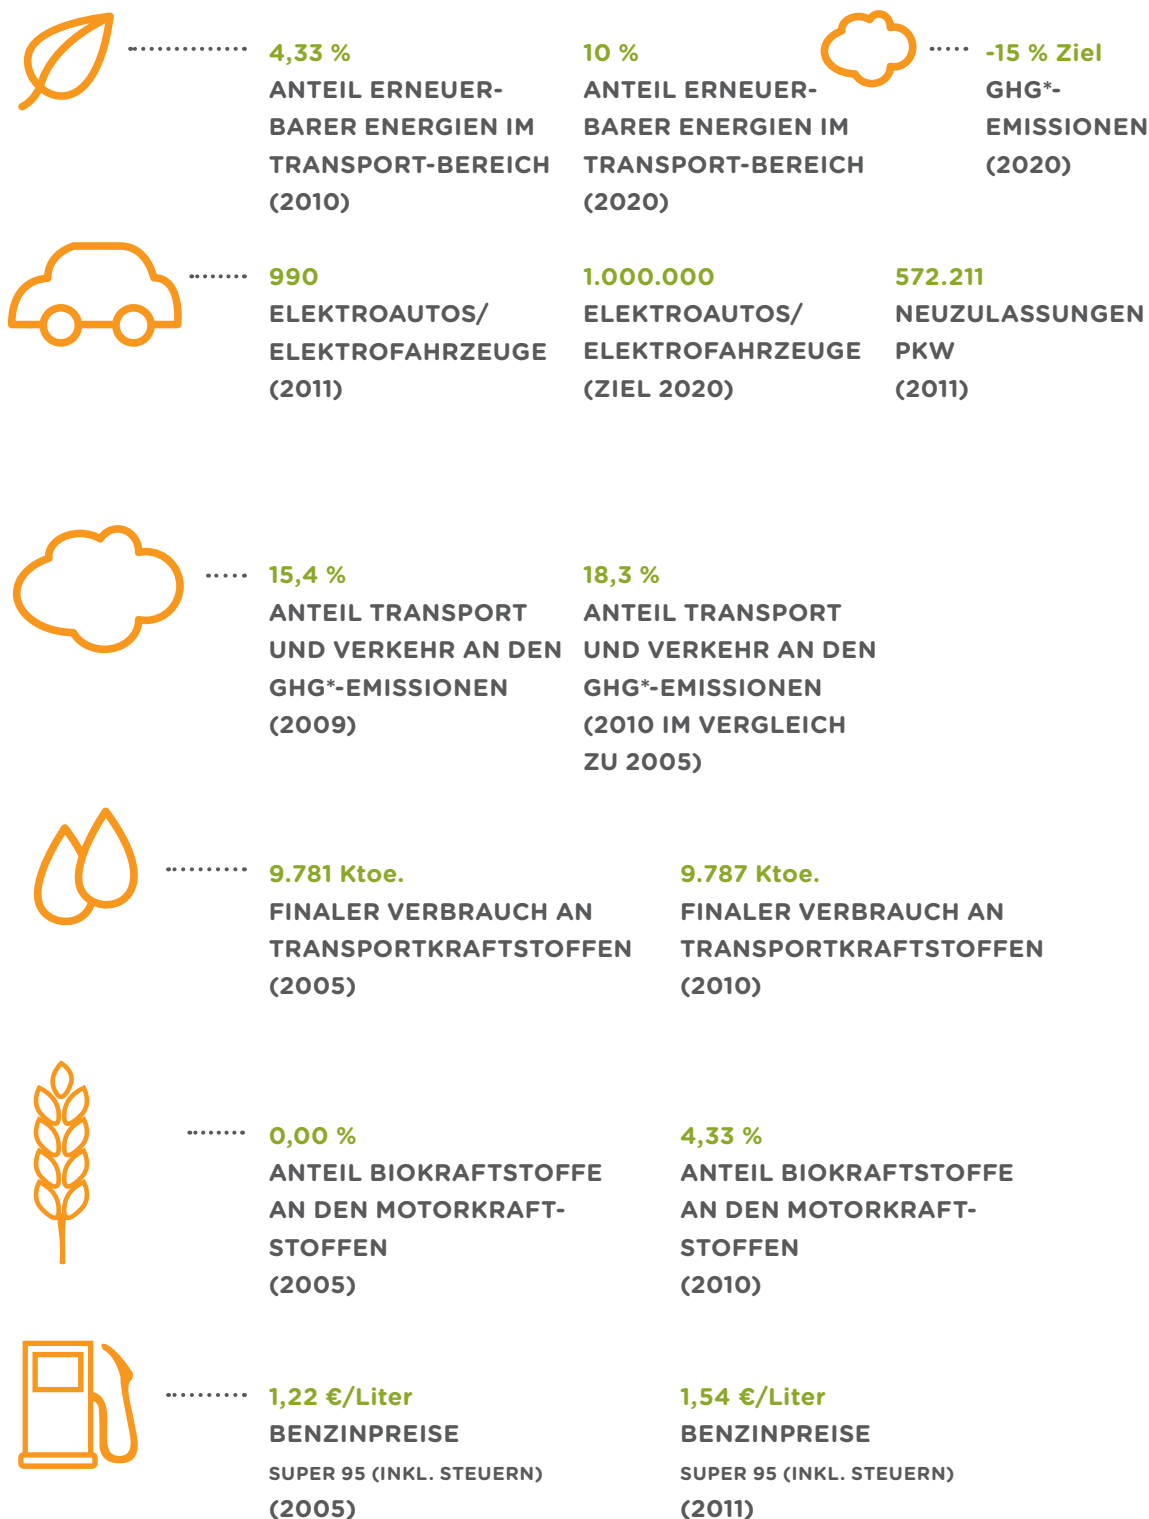 4,33 %
ANTEIL ERNEUER-
BARER ENERGIEN IM
TRANSPORT-BEREICH
(2010)
10 %
ANTEIL ERNEUER-
BARER ENERGIEN IM
TRANSPORT-BEREICH
(2020)
-15 % Ziel
GHG*-
EMISSIONEN
(2020)
990
ELEKTROAUTOS/
ELEKTROFAHRZEUGE
(2011)
1.000.000
ELEKTROAUTOS/
ELEKTROFAHRZEUGE
(ZIEL 2020)
572.211
NEUZULASSUNGEN
PKW
(2011)
15,4 %
ANTEIL TRANSPORT
UND VERKEHR AN DEN
GHG*-EMISSIONEN
(2009)
18,3 %
ANTEIL TRANSPORT
UND VERKEHR AN DEN
GHG*-EMISSIONEN
(2010 IM VERGLEICH
ZU 2005)
9.781 Ktoe.
FINALER VERBRAUCH AN
TRANSPORTKRAFTSTOFFEN
(2005)
9.787 Ktoe.
FINALER VERBRAUCH AN
TRANSPORTKRAFTSTOFFEN
(2010)
0,00 %
ANTEIL BIOKRAFTSTOFFE
AN DEN MOTORKRAFT-
STOFFEN
(2005)
4,33 %
ANTEIL BIOKRAFTSTOFFE
AN DEN MOTORKRAFT-
STOFFEN
(2010)
1,22 €/Liter
BENZINPREISE
SUPER 95 (INKL. STEUERN)
(2005)
1,54 €/Liter
BENZINPREISE
SUPER 95 (INKL. STEUERN)
(2011)